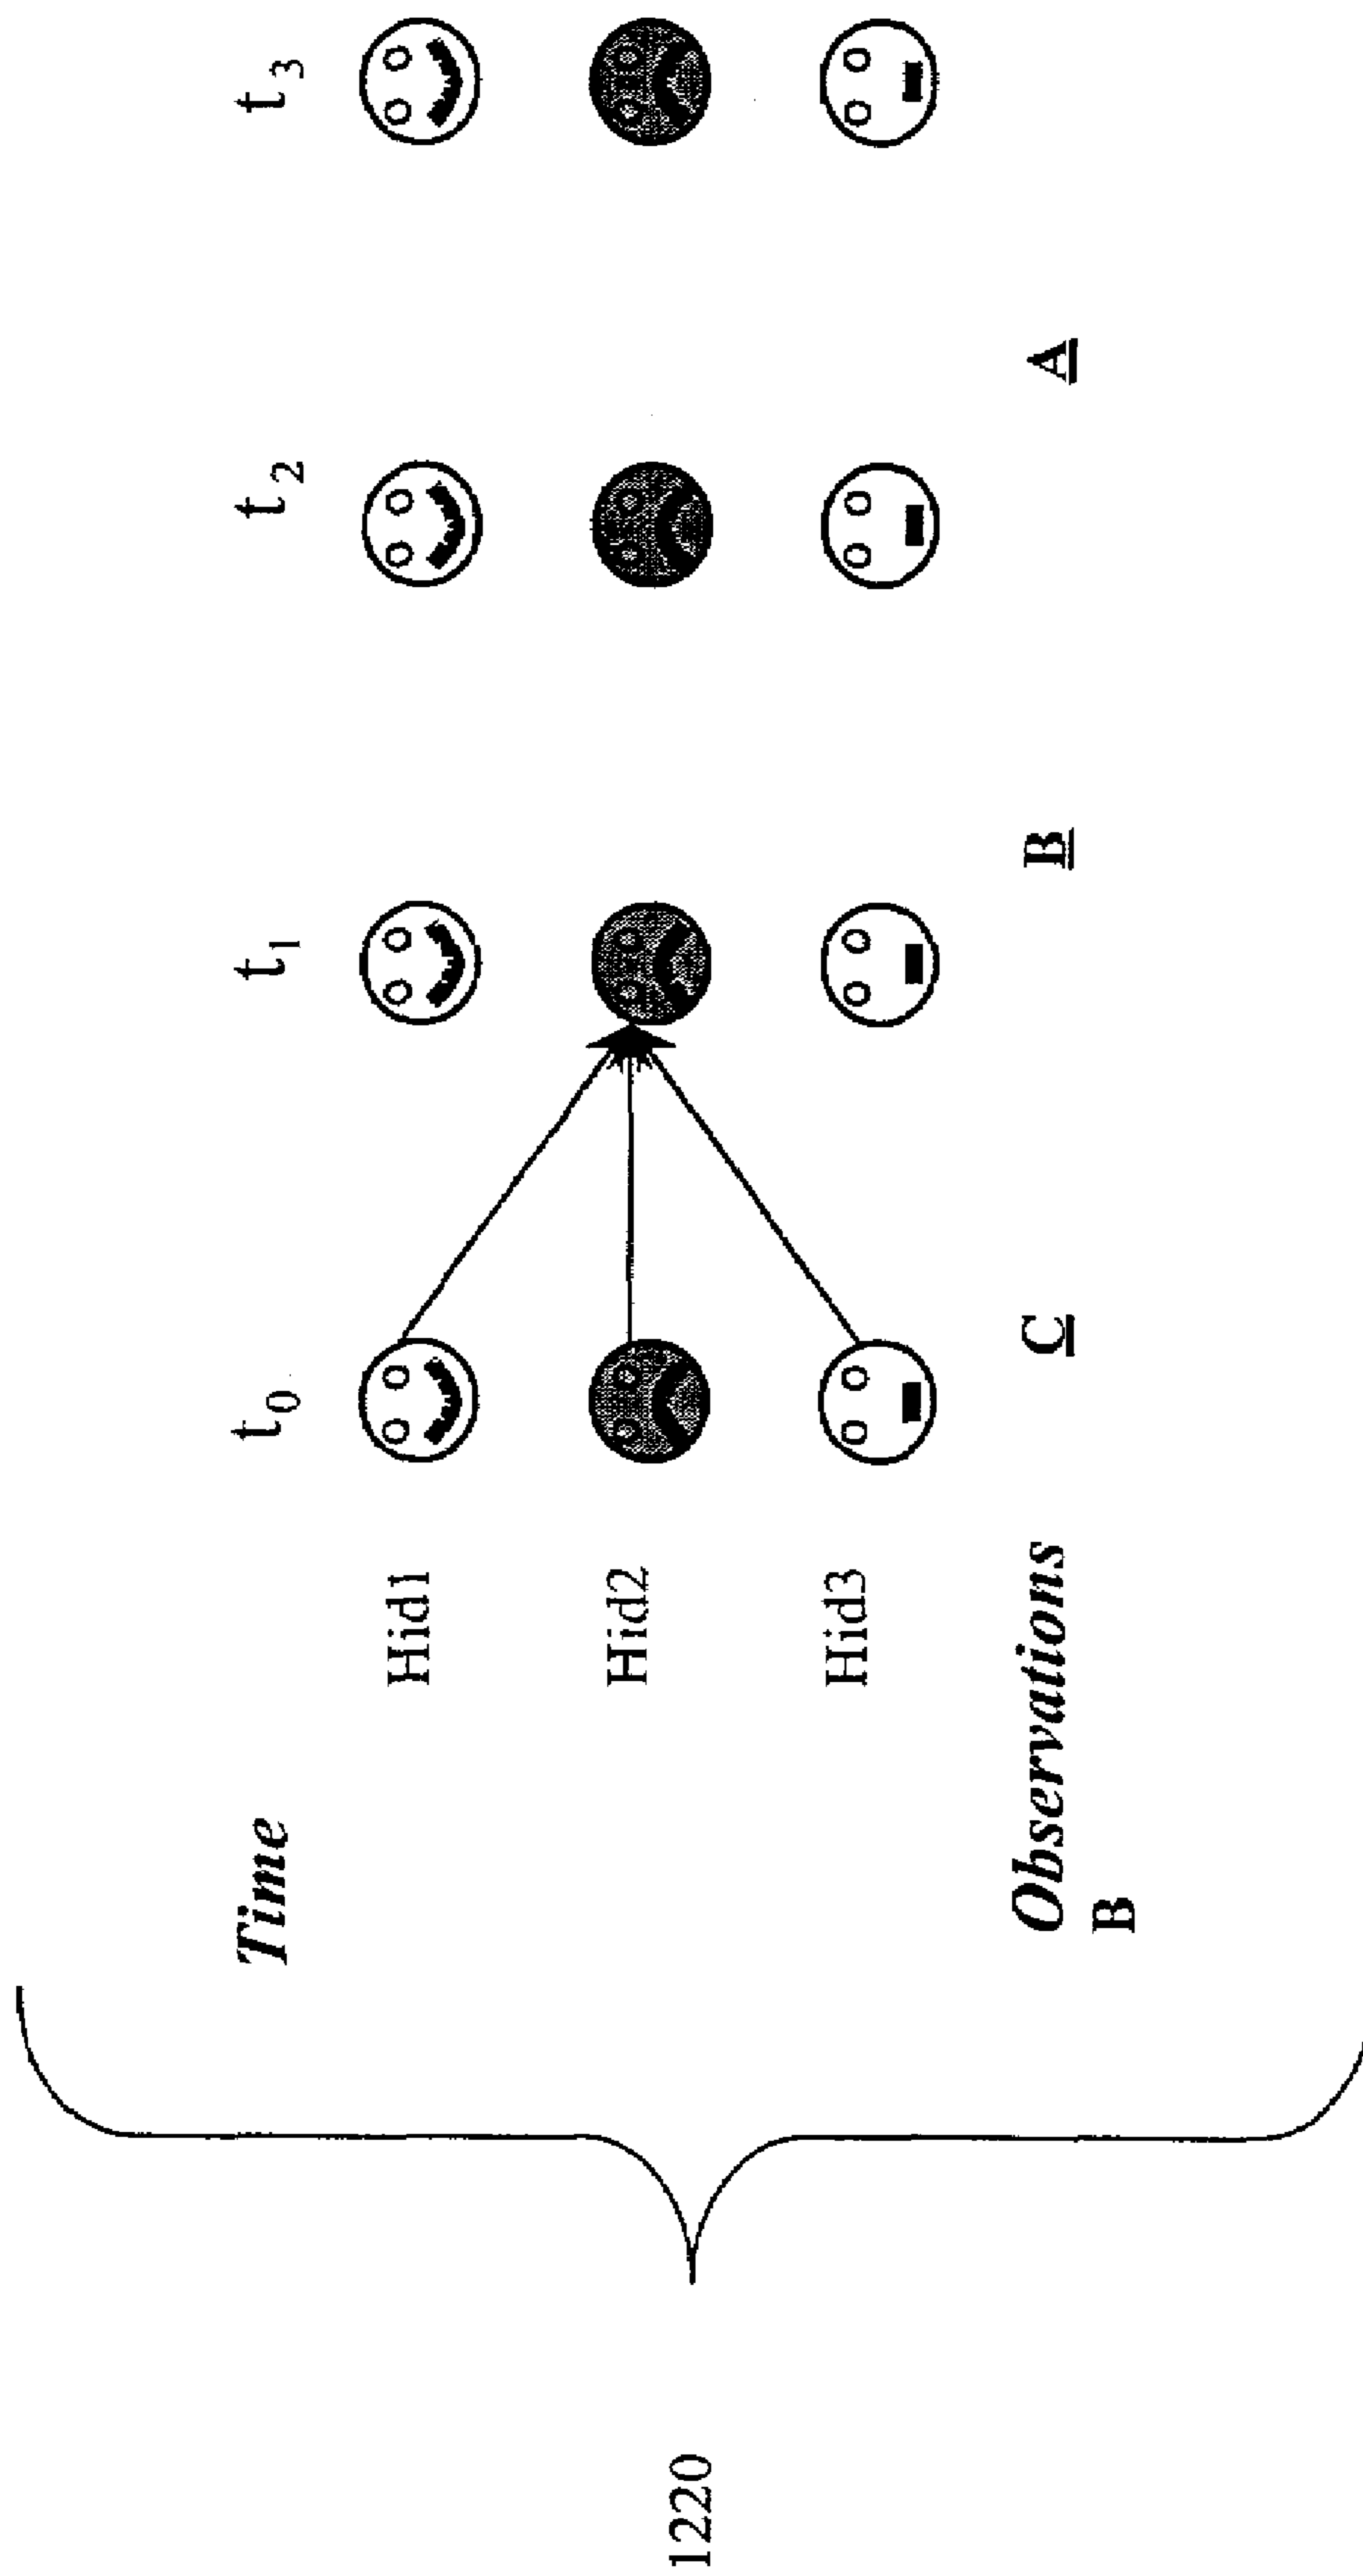 Time t₀ t₁ t₂ t₃
Hid1
Hid2
Hid3
Observations C B A
B
1220